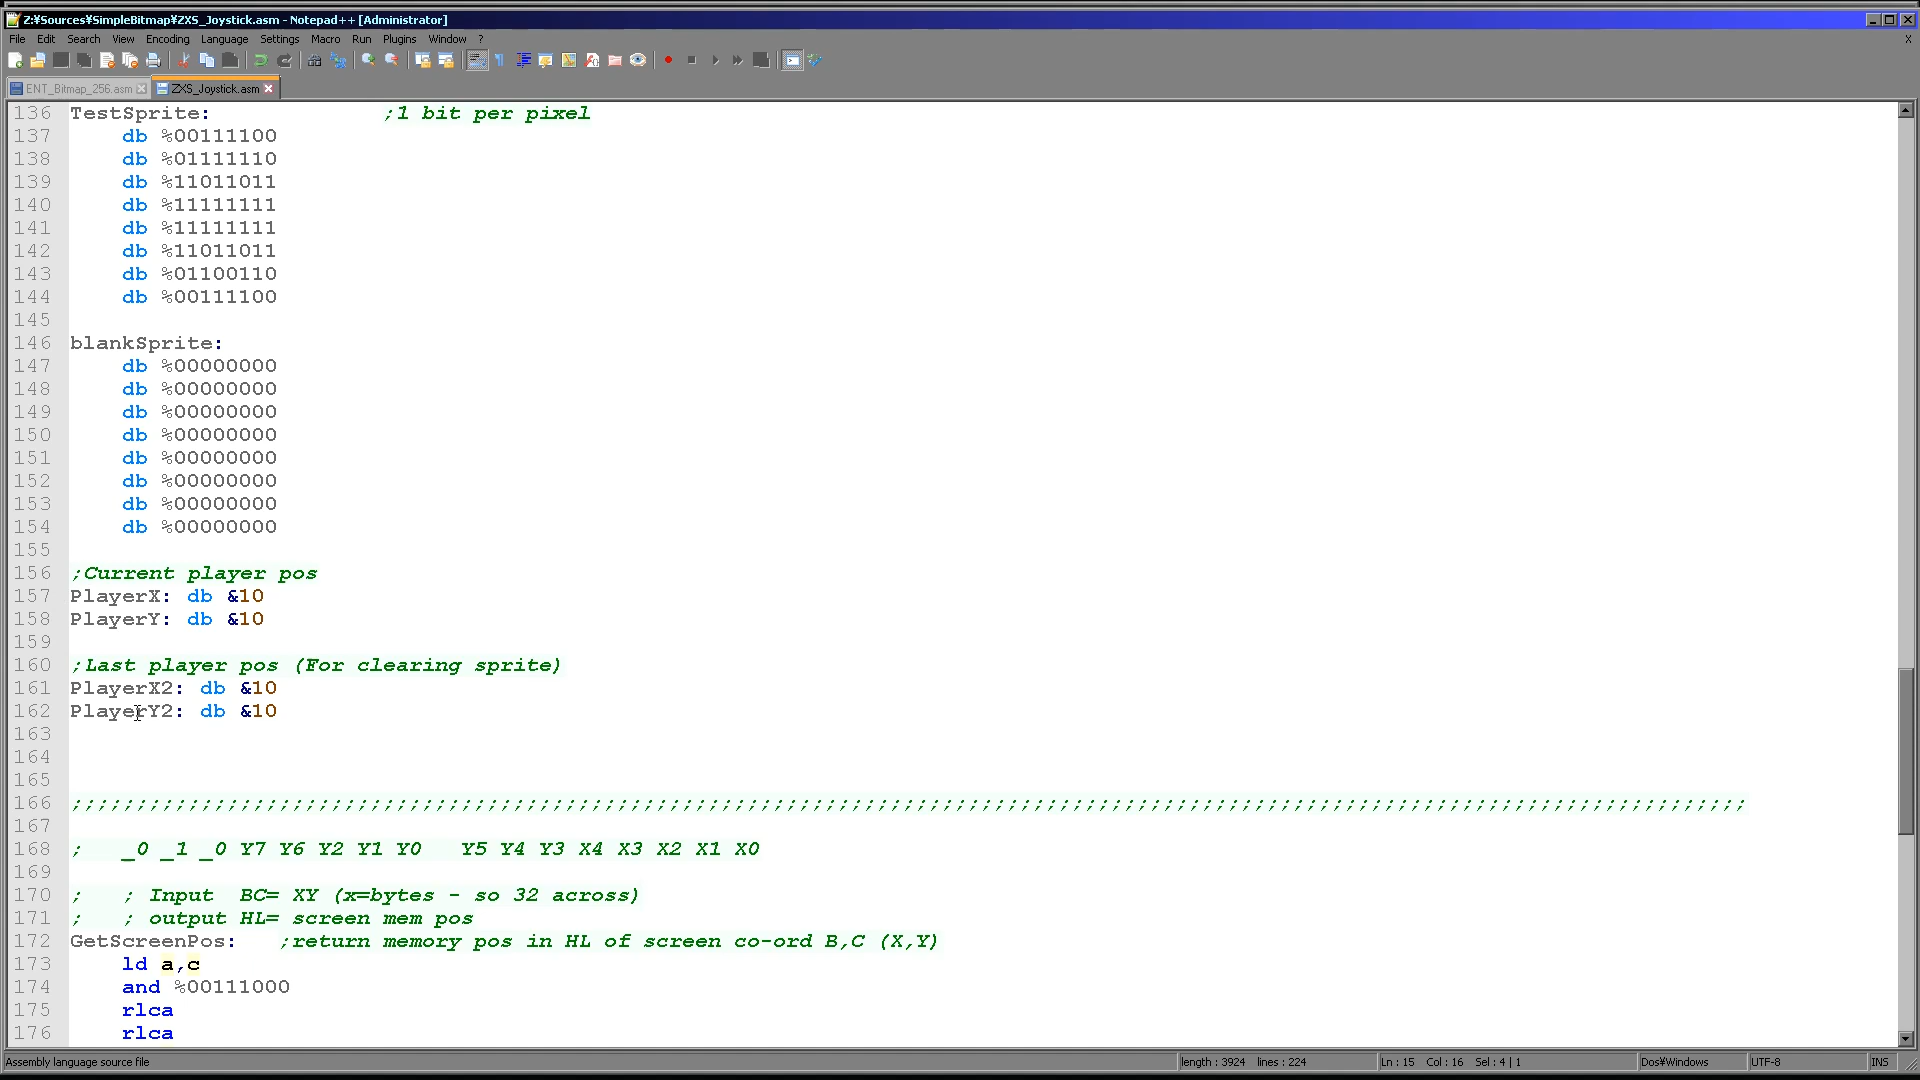 Z:¥Sources¥SimpleBitmap¥ZXS_Joystick.asm - Notepad++ [Administrator]
File Edit Search View Encoding Language Settings Macro Run Plugins Window ? X
ENT_Bitmap_256.asm ZXS_Joystick.asm
136 TestSprite: ;1 bit per pixel
137 db %00111100
138 db %01111110
139 db %11011011
140 db %11111111
141 db %11111111
142 db %11011011
143 db %01100110
144 db %00111100
145
146 blankSprite:
147 db %00000000
148 db %00000000
149 db %00000000
150 db %00000000
151 db %00000000
152 db %00000000
153 db %00000000
154 db %00000000
155
156 ;Current player pos
157 PlayerX: db &10
158 PlayerY: db &10
159
160 ;Last player pos (For clearing sprite)
161 PlayerX2: db &10
162 PlayerY2: db &10
163
164
165
166 ;;;;;;;;;;;;;;;;;;;;;;;;;;;;;;;;;;;;;;;;;;;;;;;;;;;;;;;;;;;;;;;;;;;;;;;;;;;;;;;;;;;;;;;;;;;;;;;;;;;;;;;;;;;;;;;;;;;;;;;;;;;;;;;;;
167
168 ; _0 _1 _0 Y7 Y6 Y2 Y1 Y0 Y5 Y4 Y3 X4 X3 X2 X1 X0
169
170 ; ; Input BC= XY (x=bytes - so 32 across)
171 ; ; output HL= screen mem pos
172 GetScreenPos: ;return memory pos in HL of screen co-ord B,C (X,Y)
173 ld a,c
174 and %00111000
175 rlca
176 rlca
Assembly language source file length : 3924 lines : 224 Ln : 15 Col : 16 Sel : 4 | 1 Dos¥Windows UTF-8 INS